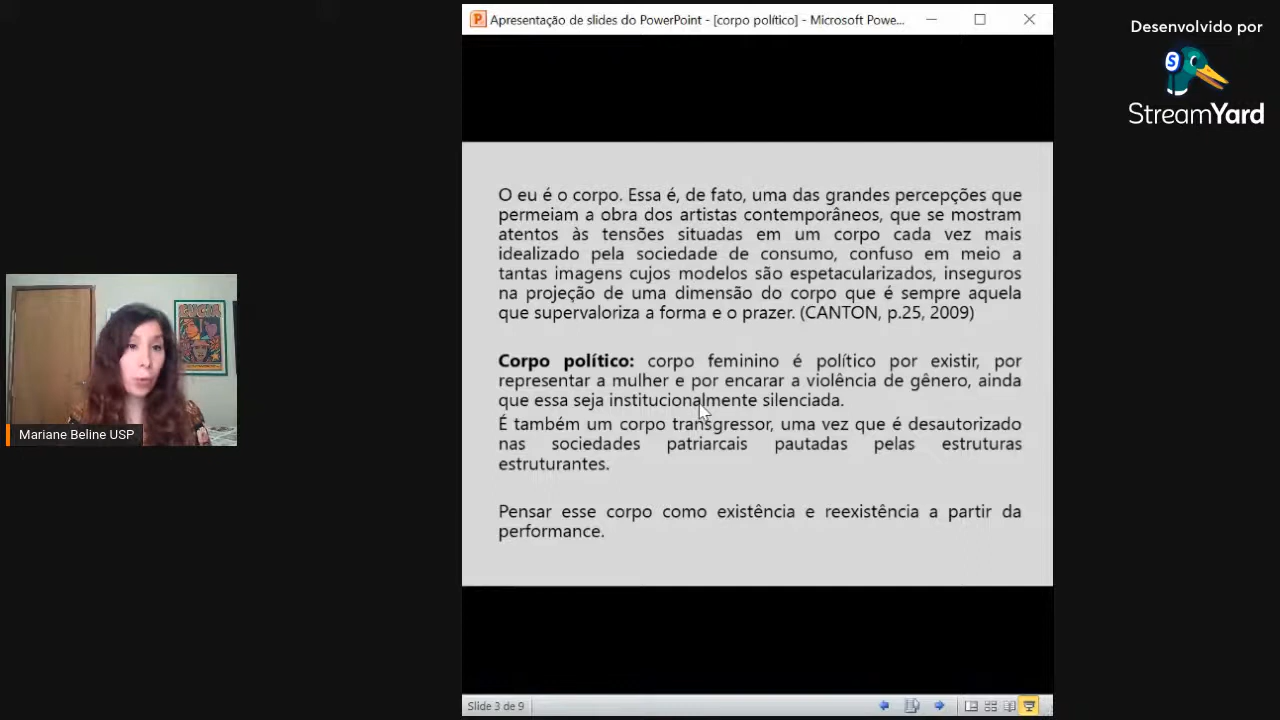 Apresentação de slides do PowerPoint - [corpo político] - Microsoft Powe...
Desenvolvido por
StreamYard
O eu é o corpo. Essa é, de fato, uma das grandes percepções que
permeiam a obra dos artistas contemporâneos, que se mostram
atentos às tensões situadas em um corpo cada vez mais
idealizado pela sociedade de consumo, confuso em meio a
tantas imagens cujos modelos são espetacularizados, inseguros
na projeção de uma dimensão do corpo que é sempre aquela
que supervaloriza a forma e o prazer. (CANTON, p.25, 2009)
Corpo político: corpo feminino é político por existir, por
representar a mulher e por encarar a violência de gênero, ainda
que essa seja institucionalmente silenciada.
É também um corpo transgressor, uma vez que é desautorizado
nas sociedades patriarcais pautadas pelas estruturas
estruturantes.
Pensar esse corpo como existência e reexistência a partir da
performance.
Mariane Beline USP
Slide 3 de 9